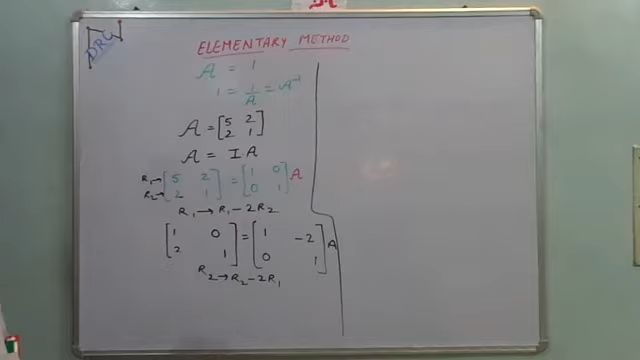 DRC
ELEMENTARY METHOD
A = 1
1 = 1/A = A⁻¹
A = [5 2
2 1]
A = I A
R₁→ [5 2 = [1 0 A
R₂→ 2 1] 0 1]
R₁ → R₁ - 2R₂
[1 0 = [1 -2 A
2 1] 0 1]
R₂ → R₂ - 2R₁